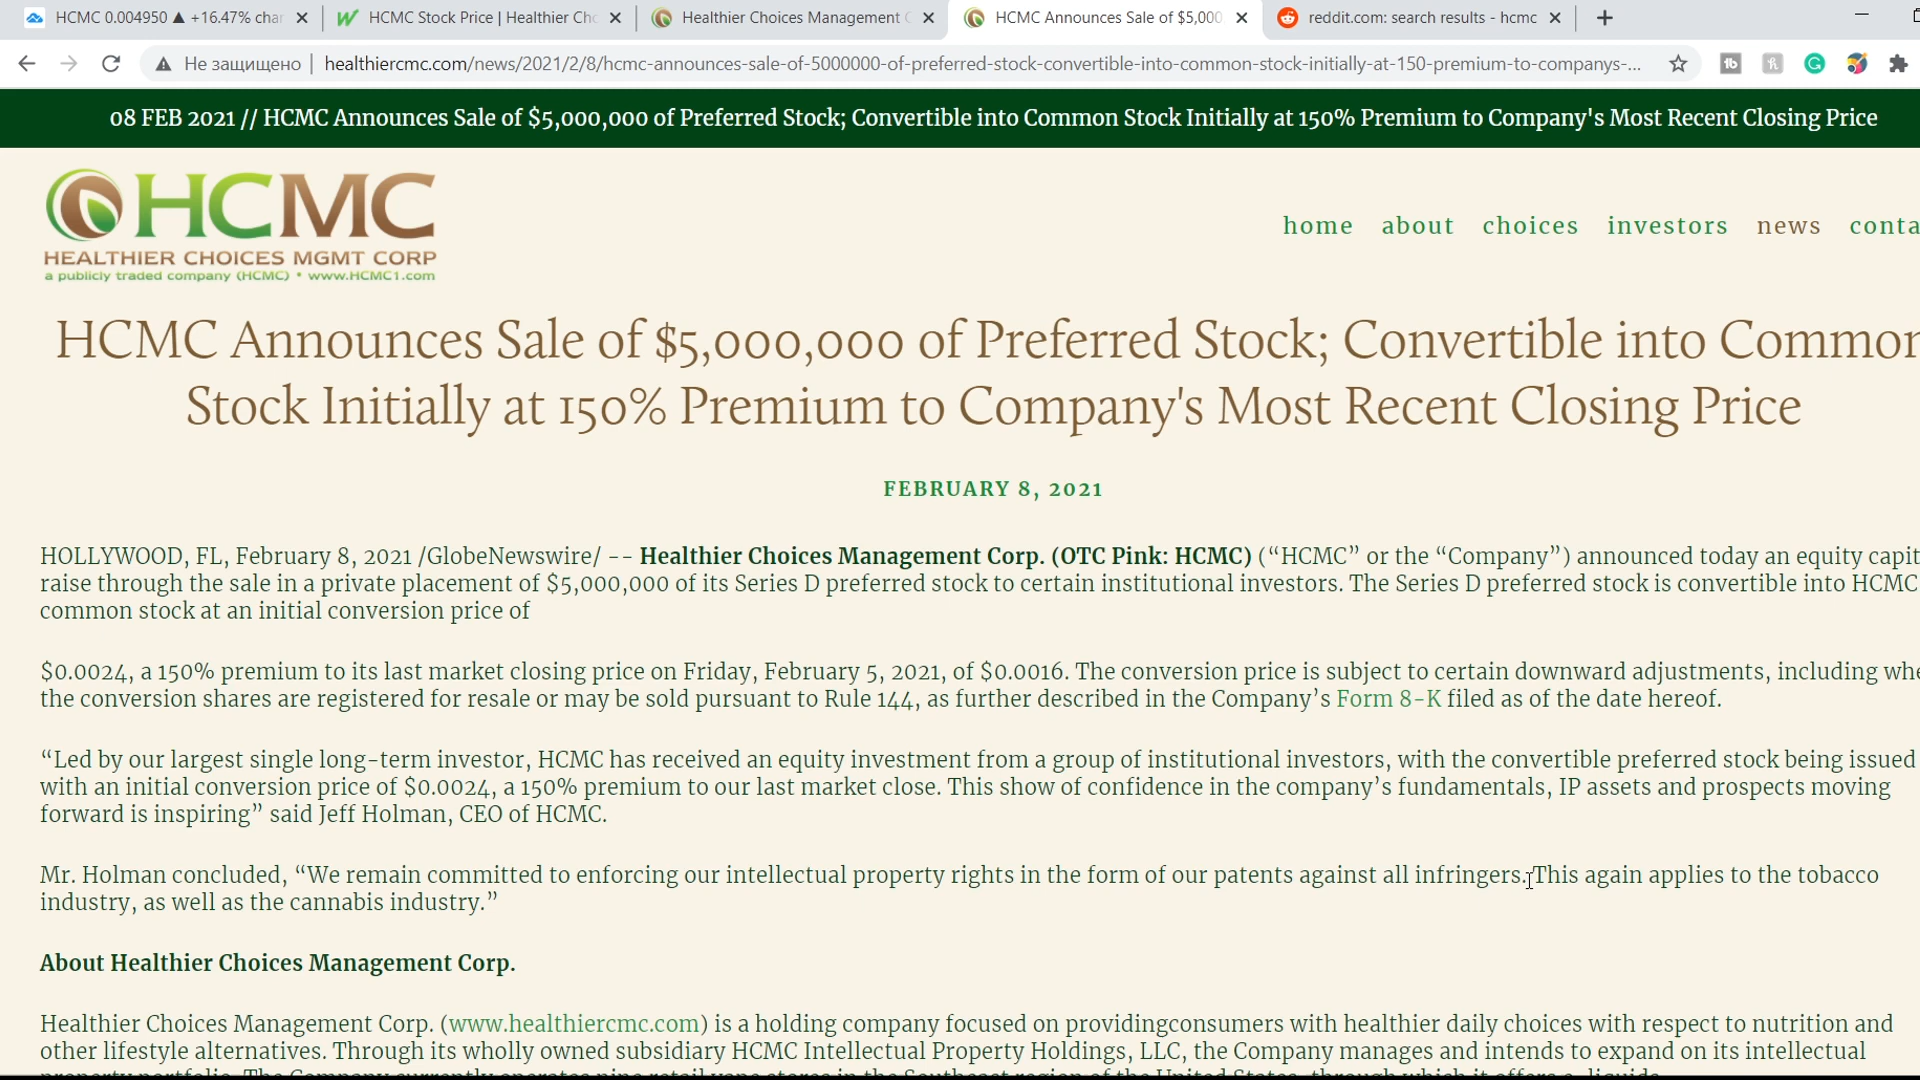 HCMC 0.004950 ▲ +16.47% char
HCMC Stock Price | Healthier Cho
Healthier Choices Management C
HCMC Announces Sale of $5,000
reddit.com: search results - hcmc
Не защищено | healthiercmc.com/news/2021/2/8/hcmc-announces-sale-of-5000000-of-preferred-stock-convertible-into-common-stock-initially-at-150-premium-to-companys-...
08 FEB 2021 // HCMC Announces Sale of $5,000,000 of Preferred Stock; Convertible into Common Stock Initially at 150% Premium to Company's Most Recent Closing Price
HCMC
HEALTHIER CHOICES MGMT CORP
a publicly traded company (HCMC) • www.HCMC1.com
home about choices investors news conta
HCMC Announces Sale of $5,000,000 of Preferred Stock; Convertible into Common
Stock Initially at 150% Premium to Company's Most Recent Closing Price
FEBRUARY 8, 2021
HOLLYWOOD, FL, February 8, 2021 /GlobeNewswire/ -- Healthier Choices Management Corp. (OTC Pink: HCMC) (“HCMC” or the “Company”) announced today an equity capit
raise through the sale in a private placement of $5,000,000 of its Series D preferred stock to certain institutional investors. The Series D preferred stock is convertible into HCMC
common stock at an initial conversion price of
$0.0024, a 150% premium to its last market closing price on Friday, February 5, 2021, of $0.0016. The conversion price is subject to certain downward adjustments, including whe
the conversion shares are registered for resale or may be sold pursuant to Rule 144, as further described in the Company’s Form 8-K filed as of the date hereof.
“Led by our largest single long-term investor, HCMC has received an equity investment from a group of institutional investors, with the convertible preferred stock being issued
with an initial conversion price of $0.0024, a 150% premium to our last market close. This show of confidence in the company’s fundamentals, IP assets and prospects moving
forward is inspiring” said Jeff Holman, CEO of HCMC.
Mr. Holman concluded, “We remain committed to enforcing our intellectual property rights in the form of our patents against all infringers. This again applies to the tobacco
industry, as well as the cannabis industry.”
About Healthier Choices Management Corp.
Healthier Choices Management Corp. (www.healthiercmc.com) is a holding company focused on providingconsumers with healthier daily choices with respect to nutrition and
other lifestyle alternatives. Through its wholly owned subsidiary HCMC Intellectual Property Holdings, LLC, the Company manages and intends to expand on its intellectual